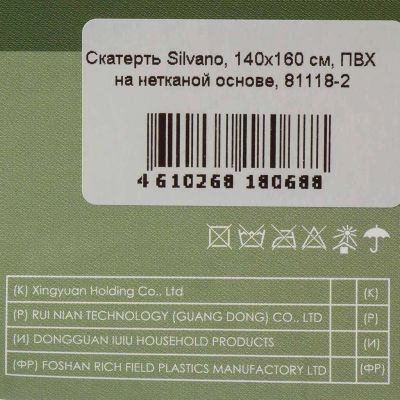 Скатерть Silvano, 140x160 см, ПВХ
на нетканой основе, 81118-2
4 610268 180688
(К) Xingyuan Holding Co., Ltd (К)
(Р) RUI NIAN TECHNOLOGY (GUANG DONG) CO., LTD (Р)
(И) DONGGUAN IUIU HOUSEHOLD PRODUCTS (И)
(ФР) FOSHAN RICH FIELD PLASTICS MANUFACTORY LTD (ФР)